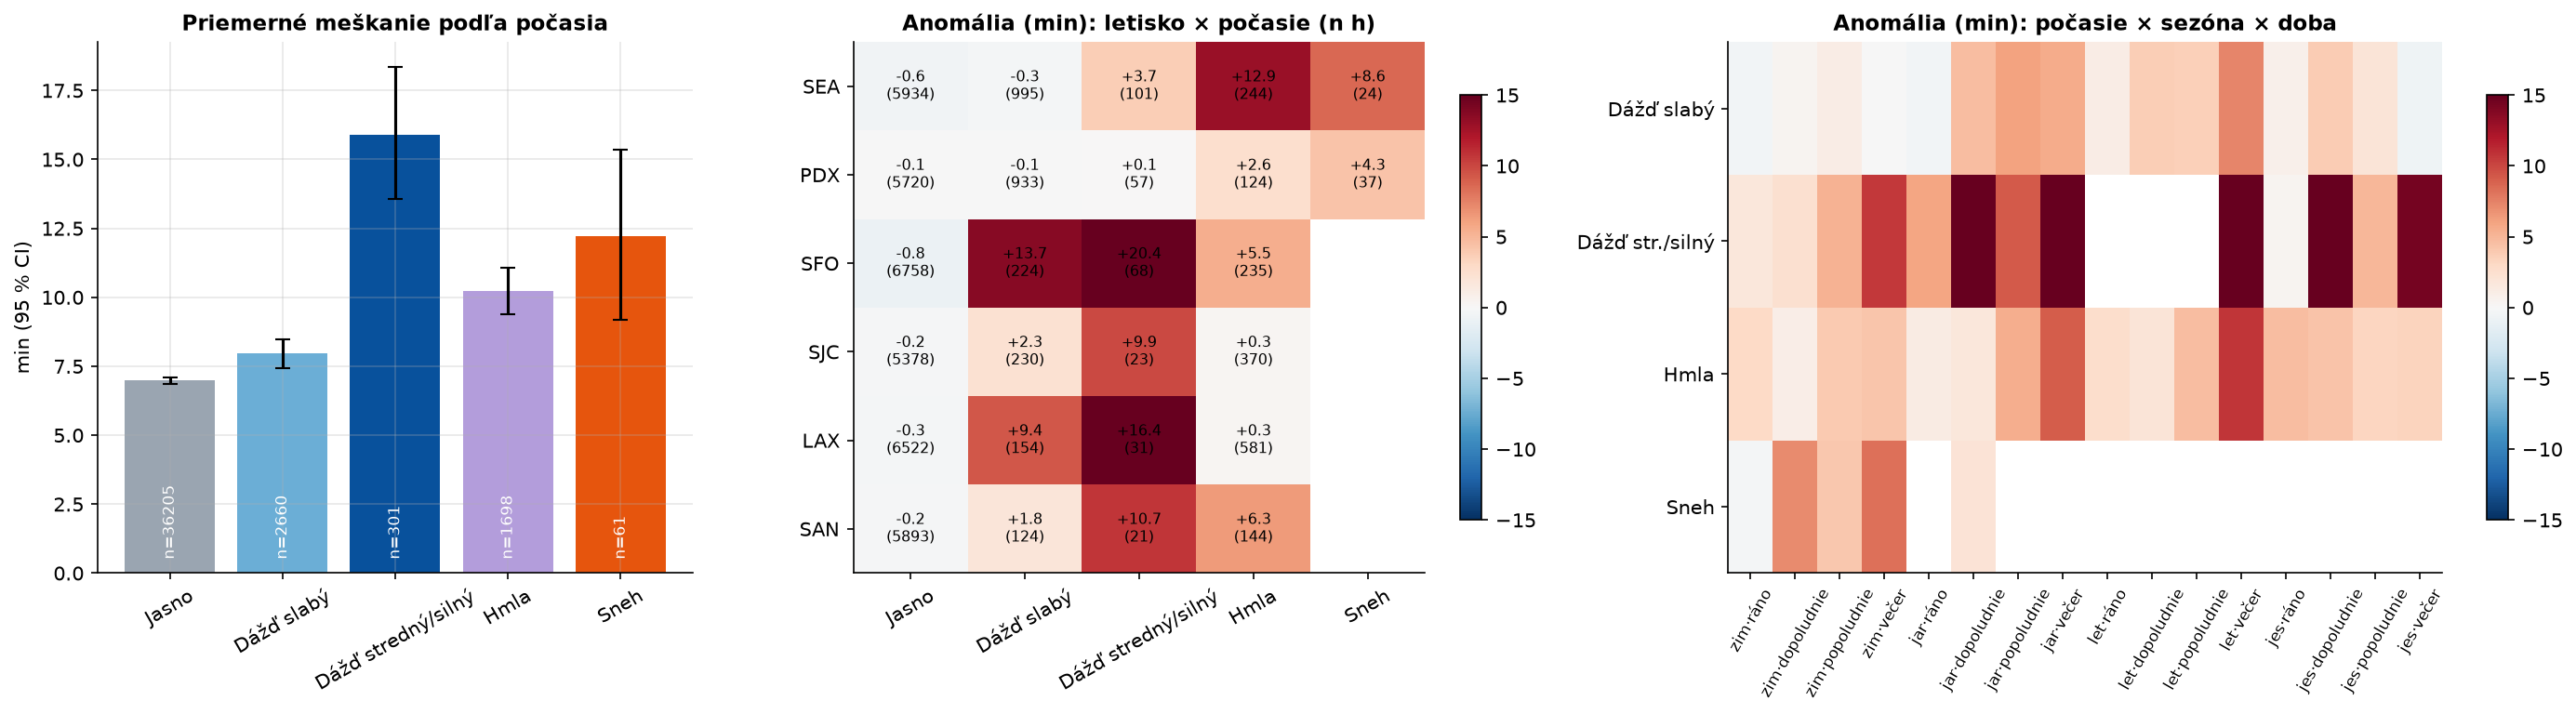 Priemerné meškanie podľa počasia
min (95 % CI)
17.5
15.0
12.5
10.0
7.5
5.0
2.5
0.0
n=36205
n=2660
n=301
n=1698
n=61
Jasno
Dážď slabý
Dážď stredný/silný
Hmla
Sneh
Anomália (min): letisko × počasie (n h)
SEA
-0.6
(5934)
-0.3
(995)
+3.7
(101)
+12.9
(244)
+8.6
(24)
PDX
-0.1
(5720)
-0.1
(933)
+0.1
(57)
+2.6
(124)
+4.3
(37)
SFO
-0.8
(6758)
+13.7
(224)
+20.4
(68)
+5.5
(235)
SJC
-0.2
(5378)
+2.3
(230)
+9.9
(23)
+0.3
(370)
LAX
-0.3
(6522)
+9.4
(154)
+16.4
(31)
+0.3
(581)
SAN
-0.2
(5893)
+1.8
(124)
+10.7
(21)
+6.3
(144)
Jasno
Dážď slabý
Dážď stredný/silný
Hmla
Sneh
15
10
5
0
−5
−10
−15
Anomália (min): počasie × sezóna × doba
Dážď slabý
Dážď str./silný
Hmla
Sneh
zim·ráno
zim·dopoludnie
zim·popoludnie
zim·večer
jar·ráno
jar·dopoludnie
jar·popoludnie
jar·večer
let·ráno
let·dopoludnie
let·popoludnie
let·večer
jes·ráno
jes·dopoludnie
jes·popoludnie
jes·večer
15
10
5
0
−5
−10
−15